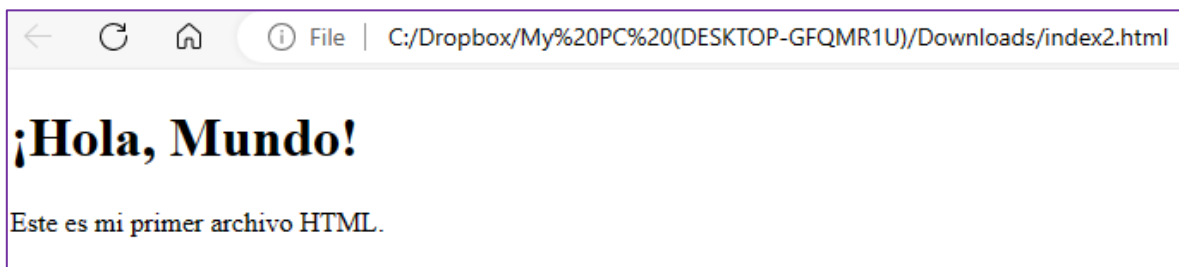 File | C:/Dropbox/My%20PC%20(DESKTOP-GFQMR1U)/Downloads/index2.html
¡Hola, Mundo!
Este es mi primer archivo HTML.